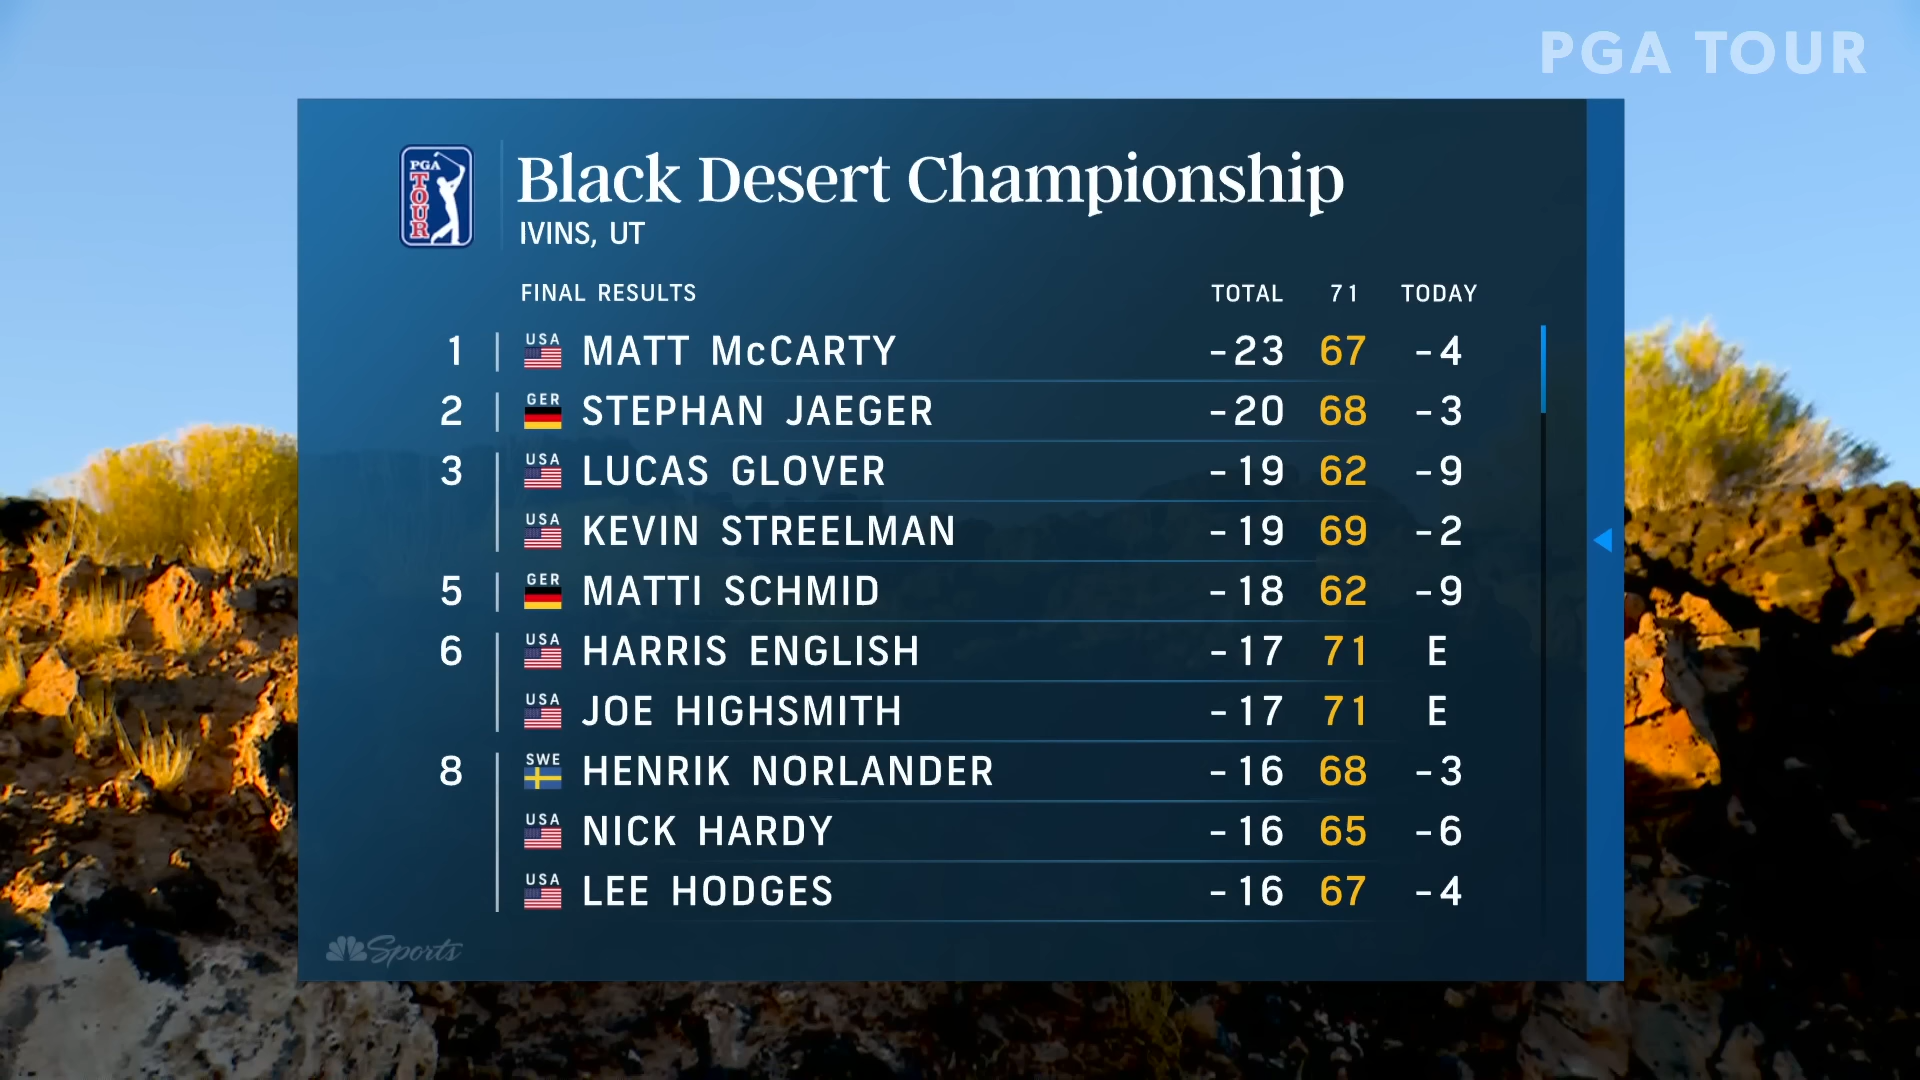 PGA TOUR
PGA TOUR
Black Desert Championship
IVINS, UT
FINAL RESULTS TOTAL 71 TODAY
1 USA MATT McCARTY -23 67 -4
2 GER STEPHAN JAEGER -20 68 -3
3 USA LUCAS GLOVER -19 62 -9
USA KEVIN STREELMAN -19 69 -2
5 GER MATTI SCHMID -18 62 -9
6 USA HARRIS ENGLISH -17 71 E
USA JOE HIGHSMITH -17 71 E
8 SWE HENRIK NORLANDER -16 68 -3
USA NICK HARDY -16 65 -6
USA LEE HODGES -16 67 -4
Sports